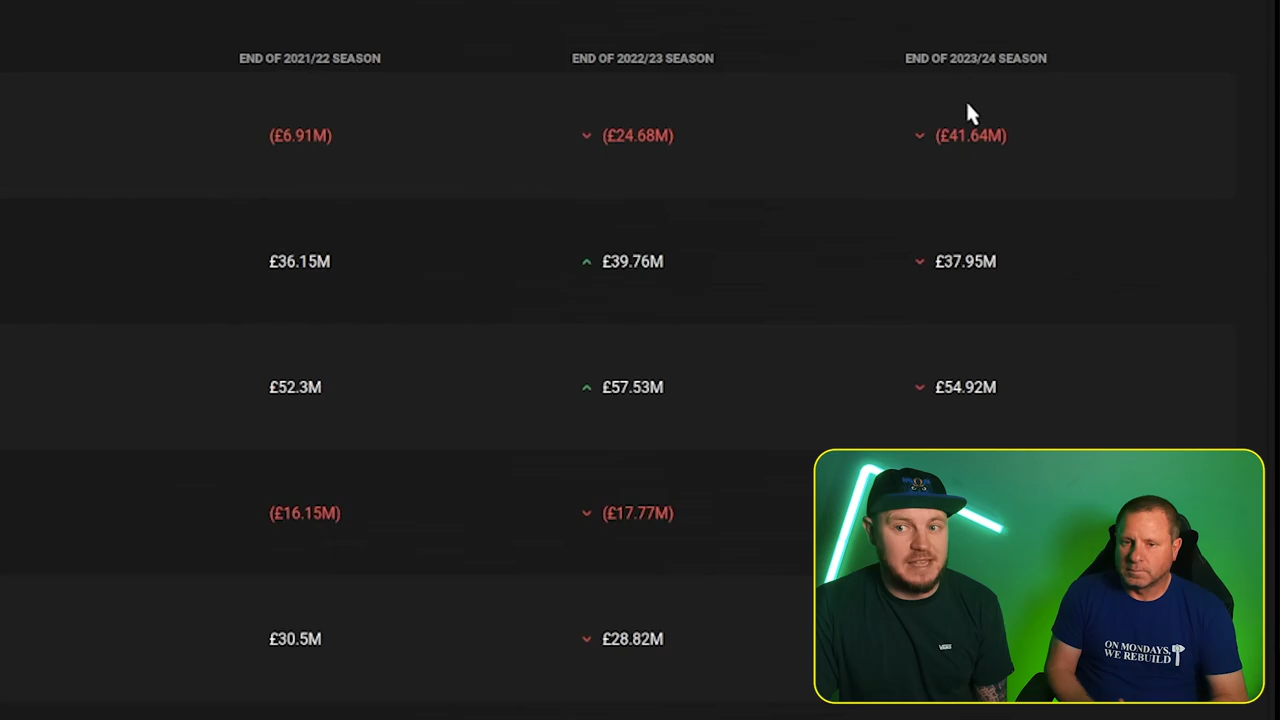 END OF 2021/22 SEASON END OF 2022/23 SEASON END OF 2023/24 SEASON
(£6.91M) (£24.68M) (£41.64M)
£36.15M £39.76M £37.95M
£52.3M £57.53M £54.92M
(£16.15M) (£17.77M)
£30.5M £28.82M
VANS
ON MONDAYS,
WE REBUILD